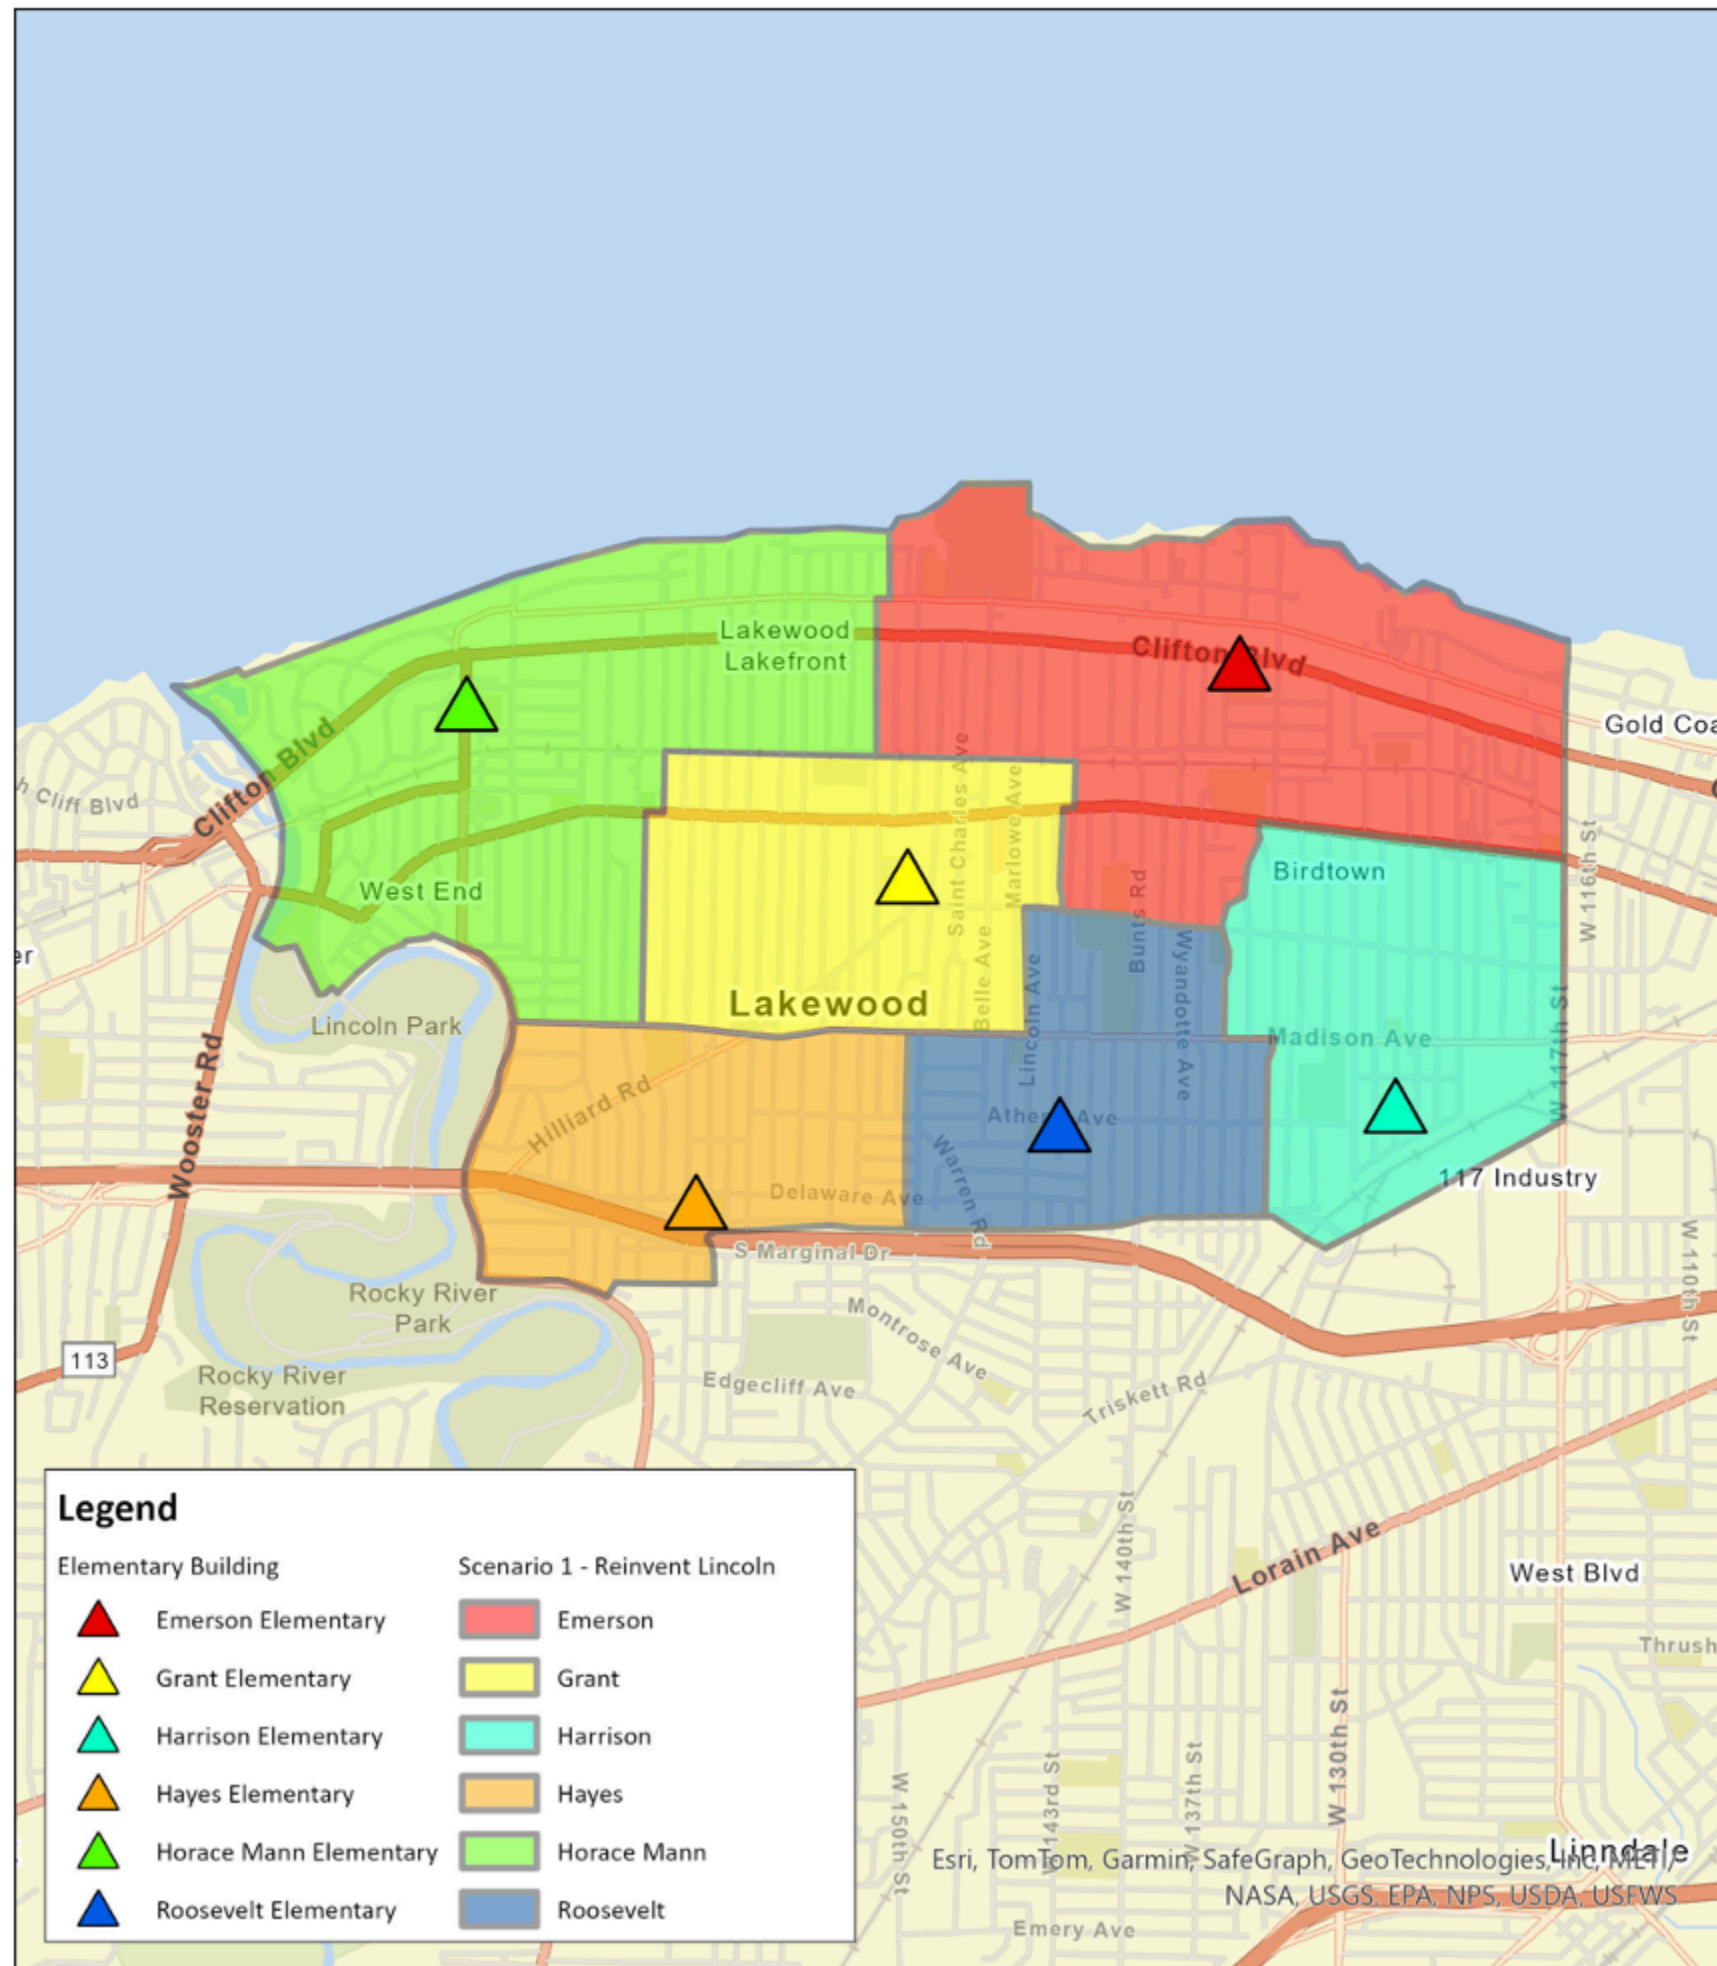 Lakewood
Lakefront
Clifton Blvd
Gold Coa
h Cliff Blvd
Clifton Blvd
Saint Charles Ave
Marlowe Ave
W 116th St
West End
Birdtown
Bunts Rd
er
Belle Ave
Lincoln Ave
Wyandotte Ave
Lakewood
Lincoln Park
Madison Ave
W 117th St
Wooster Rd
Hilliard Rd
Athens Ave
Warren Rd
117 Industry
Delaware Ave
S Marginal Dr
W 110th St
Rocky River
Park
Montrose Ave
113
Rocky River
Reservation
Edgecliff Ave
Triskett Rd
W 140th St
Lorain Ave
West Blvd
Thrush
W 150th St
W 143rd St
W 137th St
W 130th St
Linndale
Emery Ave
Legend
Elementary Building
Scenario 1 - Reinvent Lincoln
Emerson Elementary
Emerson
Grant Elementary
Grant
Harrison Elementary
Harrison
Hayes Elementary
Hayes
Horace Mann Elementary
Horace Mann
Roosevelt Elementary
Roosevelt
Esri, TomTom, Garmin, SafeGraph, GeoTechnologies, Inc, METI/
NASA, USGS, EPA, NPS, USDA, USFWS